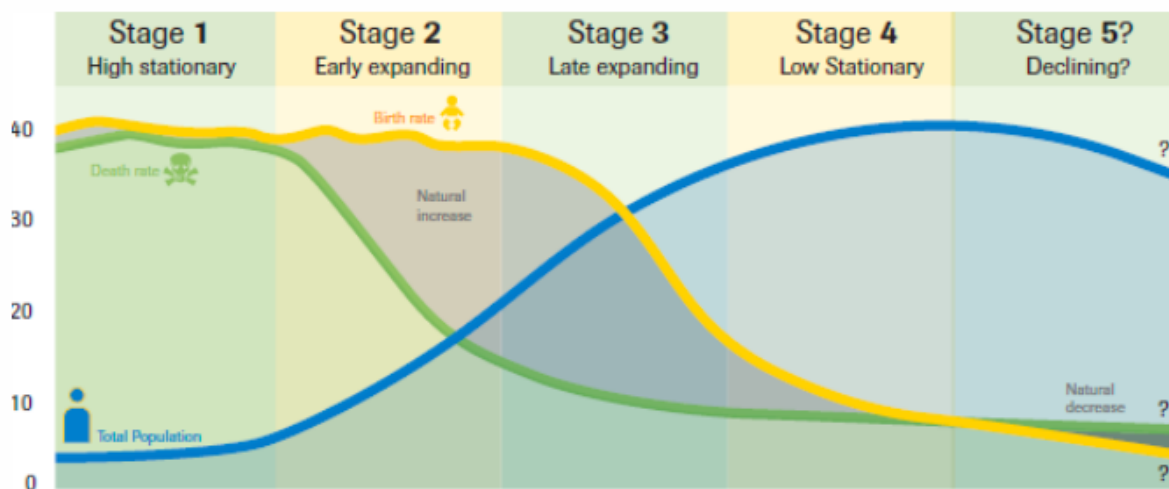 Stage 1
High stationary
Stage 2
Early expanding
Stage 3
Late expanding
Stage 4
Low Stationary
Stage 5?
Declining?
40
30
20
10
0
Birth rate
Death rate
Natural
increase
Total Population
Natural
decrease
?
?
?